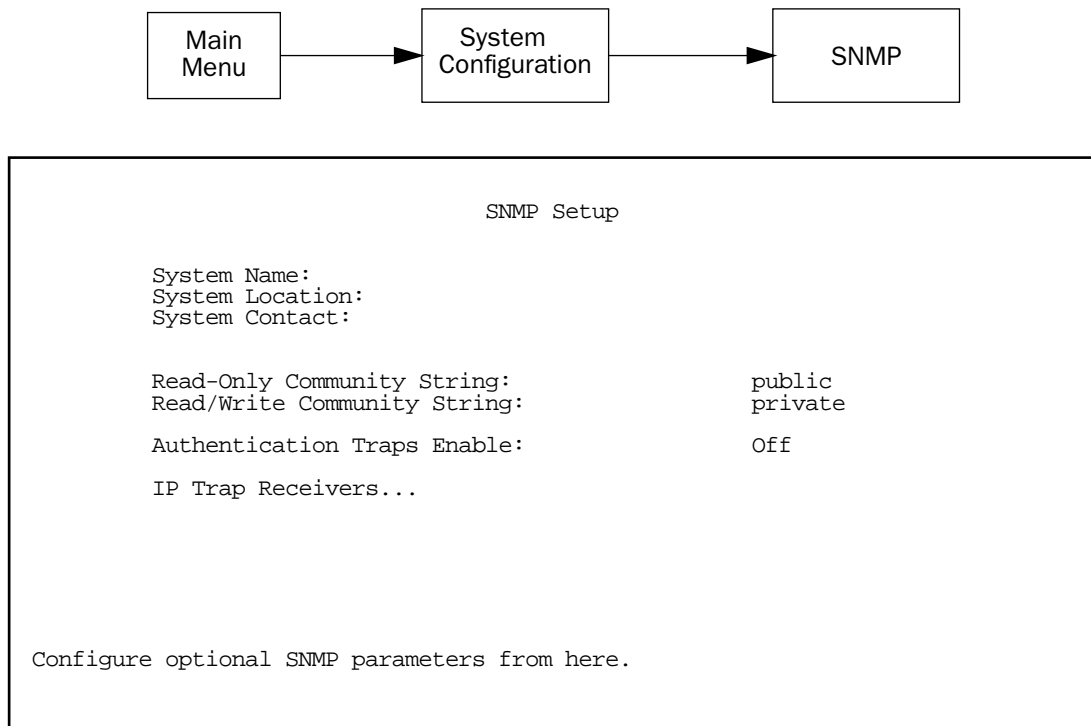 Main
Menu
System
Configuration
SNMP
SNMP Setup
System Name:
System Location:
System Contact:
Read-Only Community String: public
Read/Write Community String: private
Authentication Traps Enable: Off
IP Trap Receivers...
Configure optional SNMP parameters from here.